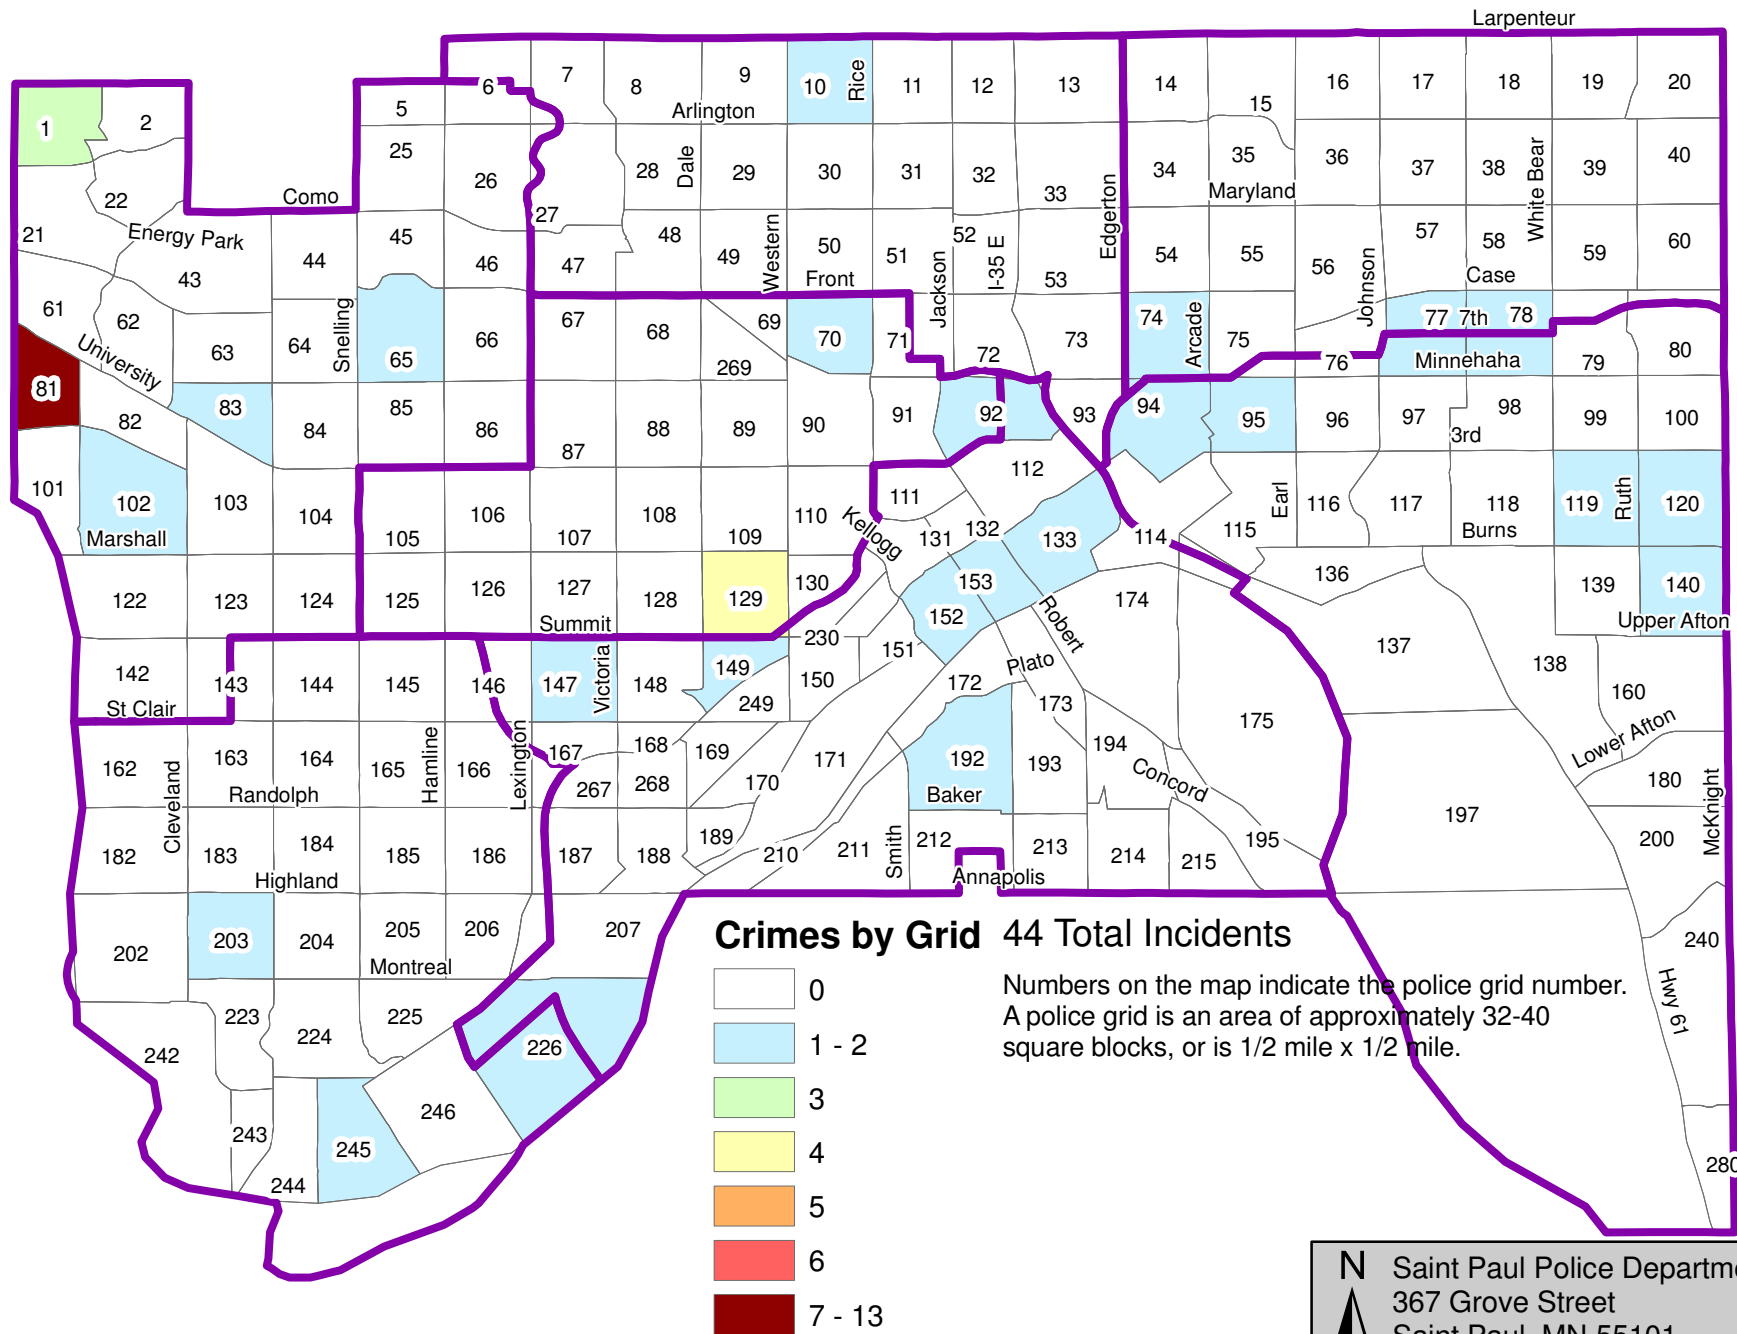 Larpenteur
6 7 8 9 10 Rice 11 12 13 14 15 16 17 18 19 20
1 2 5 Arlington
25 26 27 28 Dale 29 30 31 32 33 34 35 36 37 38 White Bear 39 40
22 Como Maryland
21 Energy Park 44 45 46 47 48 49 Western 50 51 52 I-35 E 53 Edgerton 54 55 56 Johnson 57 58 59 60
43 Front Jackson Case
61 62 63 64 Snelling 65 66 67 68 69 70 71 72 73 74 Arcade 75 76 77 7th 78 79 80
University 269 Minnehaha
81 82 83 84 85 86 87 88 89 90 91 92 93 94 95 96 97 98 99 100
3rd
101 102 103 104 105 106 107 108 109 110 111 112 133 114 115 Earl 116 117 118 119 Ruth 120
Marshall Kellogg 131 132 Burns
122 123 124 125 126 127 128 129 130 153 152 174 136 139 140
Summit 230 151 Robert 137 138 Upper Afton
142 143 144 145 146 147 Victoria 148 149 150 249 172 Plato 173 175 160
St Clair Lower Afton
162 Cleveland 163 164 165 Hamline 166 Lexington 167 168 169 171 192 193 194 Concord 180 McKnight
Randolph 267 268 170 Baker 197
182 183 184 185 186 187 188 189 210 211 Smith 212 213 214 215 195 200
Highland Annapolis
202 203 204 205 206 207 240
Montreal Hwy 61
242 223 224 225 226
243 244 245 246 280
Crimes by Grid
0
1 - 2
3
4
5
6
7 - 13
44 Total Incidents
Numbers on the map indicate the police grid number.
A police grid is an area of approximately 32-40
square blocks, or is 1/2 mile x 1/2 mile.
N
Saint Paul Police Departm
367 Grove Street
Saint Paul, MN 55101